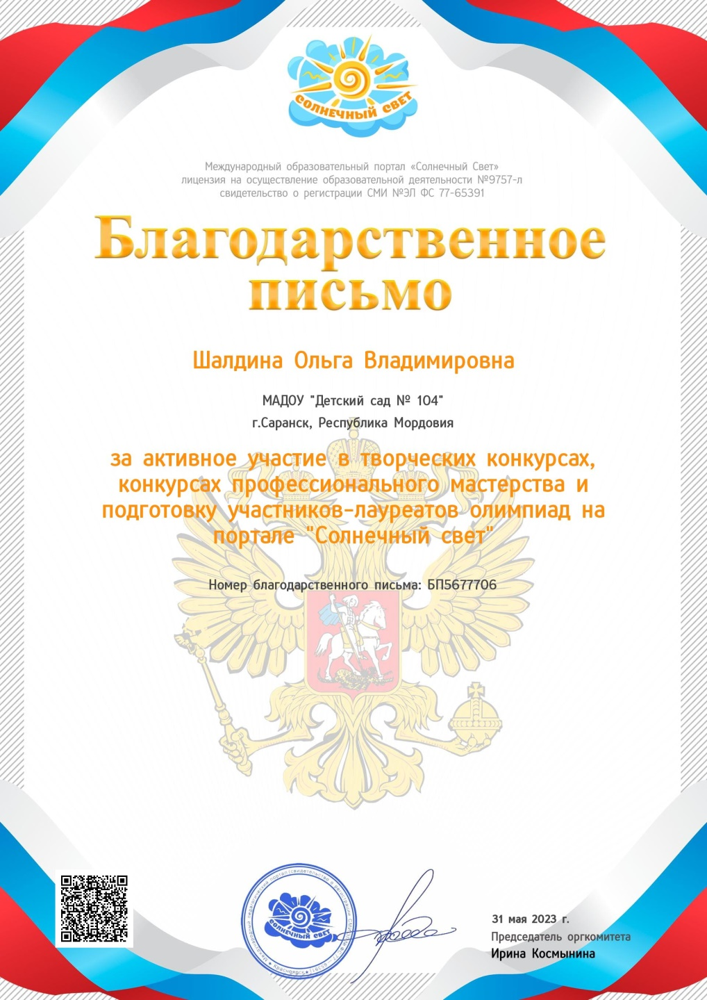 СОЛНЕЧНЫЙ СВЕТ
Международный образовательный портал «Солнечный Свет»
лицензия на осуществление образовательной деятельности №9757-л
свидетельство о регистрации СМИ №ЭЛ ФС 77-65391
Благодарственное
письмо
Шалдина Ольга Владимировна
МАДОУ "Детский сад № 104"
г.Саранск, Республика Мордовия
за активное участие в творческих конкурсах,
конкурсах профессионального мастерства и
подготовку участников-лауреатов олимпиад на
портале "Солнечный свет"
Номер благодарственного письма: БП5677706
СОЛНЕЧНЫЙ СВЕТ
31 мая 2023 г.
Председатель оргкомитета
Ирина Космынина